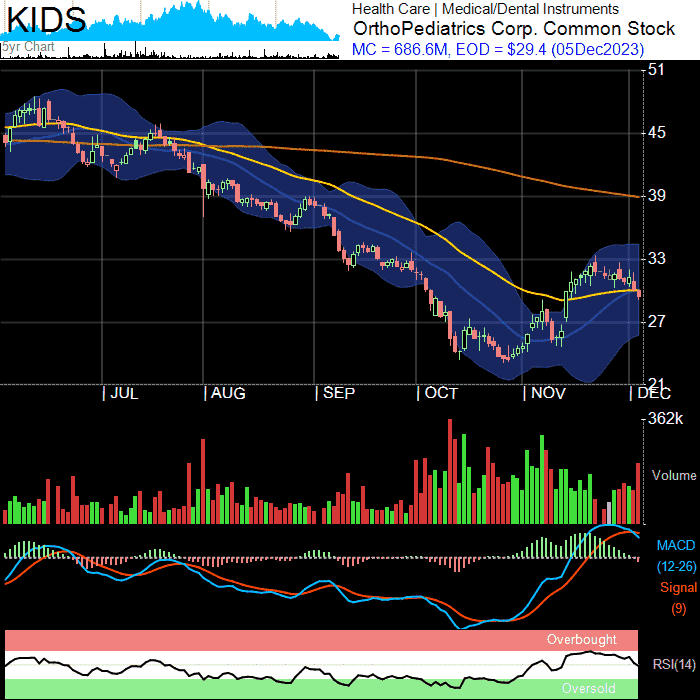 KIDS
5yr Chart
Health Care | Medical/Dental Instruments
OrthoPediatrics Corp. Common Stock
MC = 686.6M, EOD = $29.4 (05Dec2023)
51
45
39
33
27
21
| JUL
| AUG
| SEP
| OCT
| NOV
| DEC
362k
Volume
MACD
(12-26)
Signal
(9)
Overbought
RSI(14)
Oversold